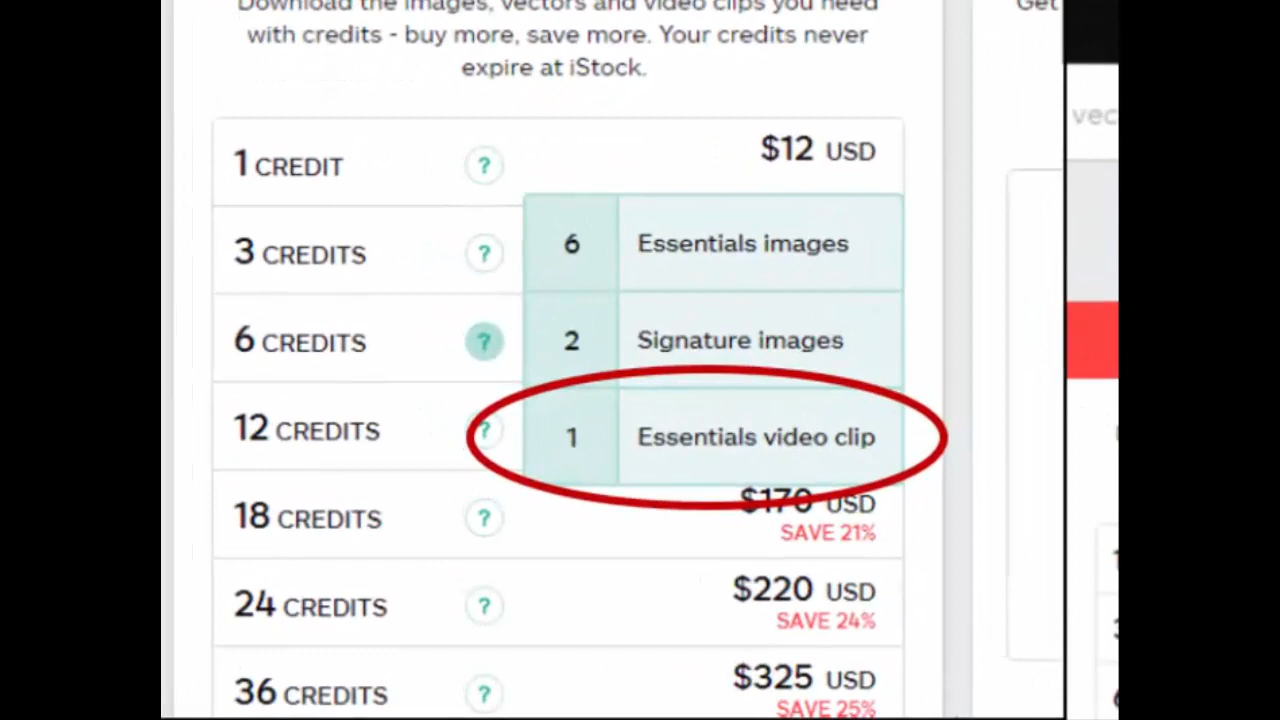 Download the images, vectors and video clips you need
with credits - buy more, save more. Your credits never
expire at iStock.
Get
vec
1 CREDIT ? $12 USD
3 CREDITS ?
6 Essentials images
6 CREDITS ?
2 Signature images
12 CREDITS ?
1 Essentials video clip
18 CREDITS ? $170 USD
SAVE 21%
24 CREDITS ? $220 USD
SAVE 24%
36 CREDITS ? $325 USD
SAVE 25%